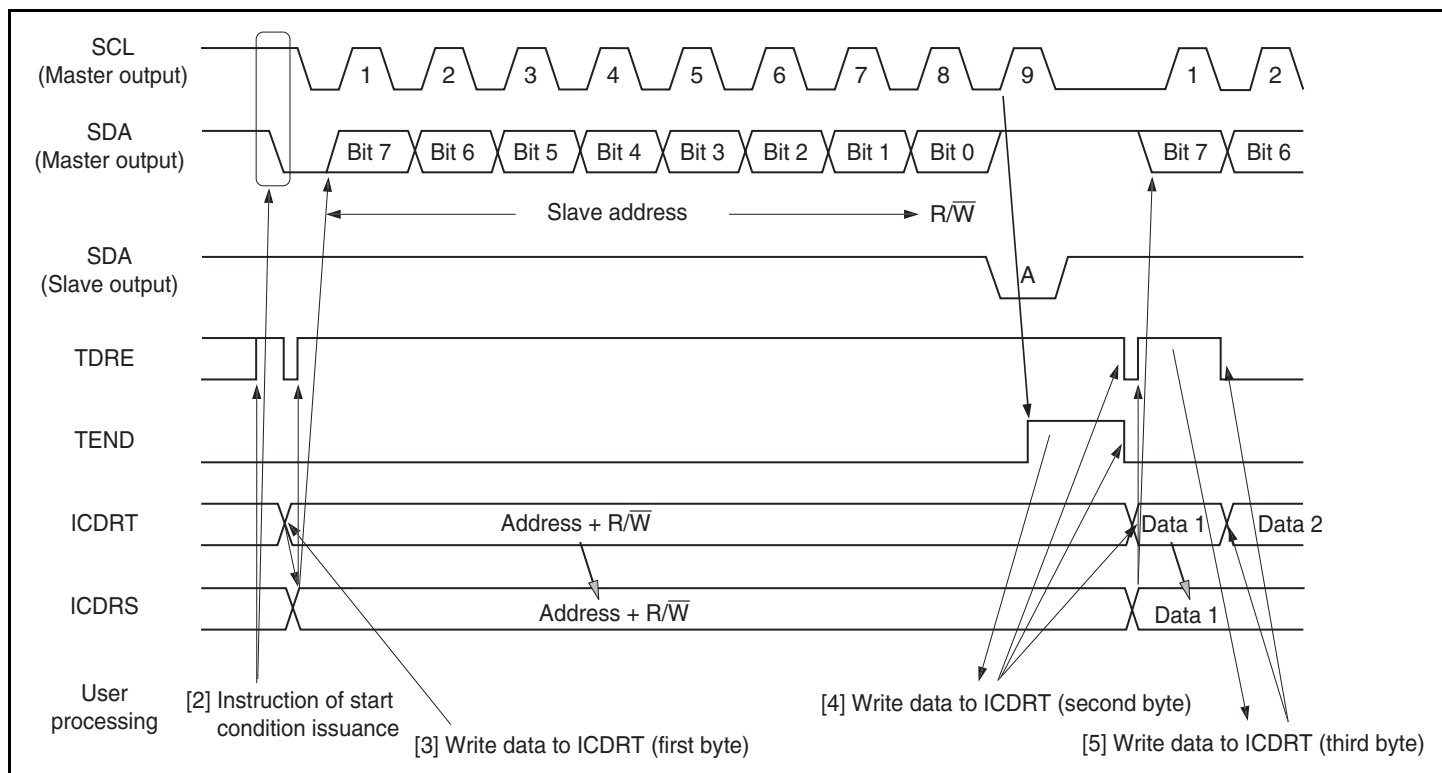 SCL
(Master output)
1 2 3 4 5 6 7 8 9 1 2
SDA
(Master output)
Bit 7 Bit 6 Bit 5 Bit 4 Bit 3 Bit 2 Bit 1 Bit 0 Bit 7 Bit 6
Slave address R/W̅
SDA
(Slave output)
A
TDRE
TEND
ICDRT
Address + R/W̅ Data 1 Data 2
ICDRS
Address + R/W̅ Data 1
User
processing
[2] Instruction of start
condition issuance
[3] Write data to ICDRT (first byte)
[4] Write data to ICDRT (second byte)
[5] Write data to ICDRT (third byte)